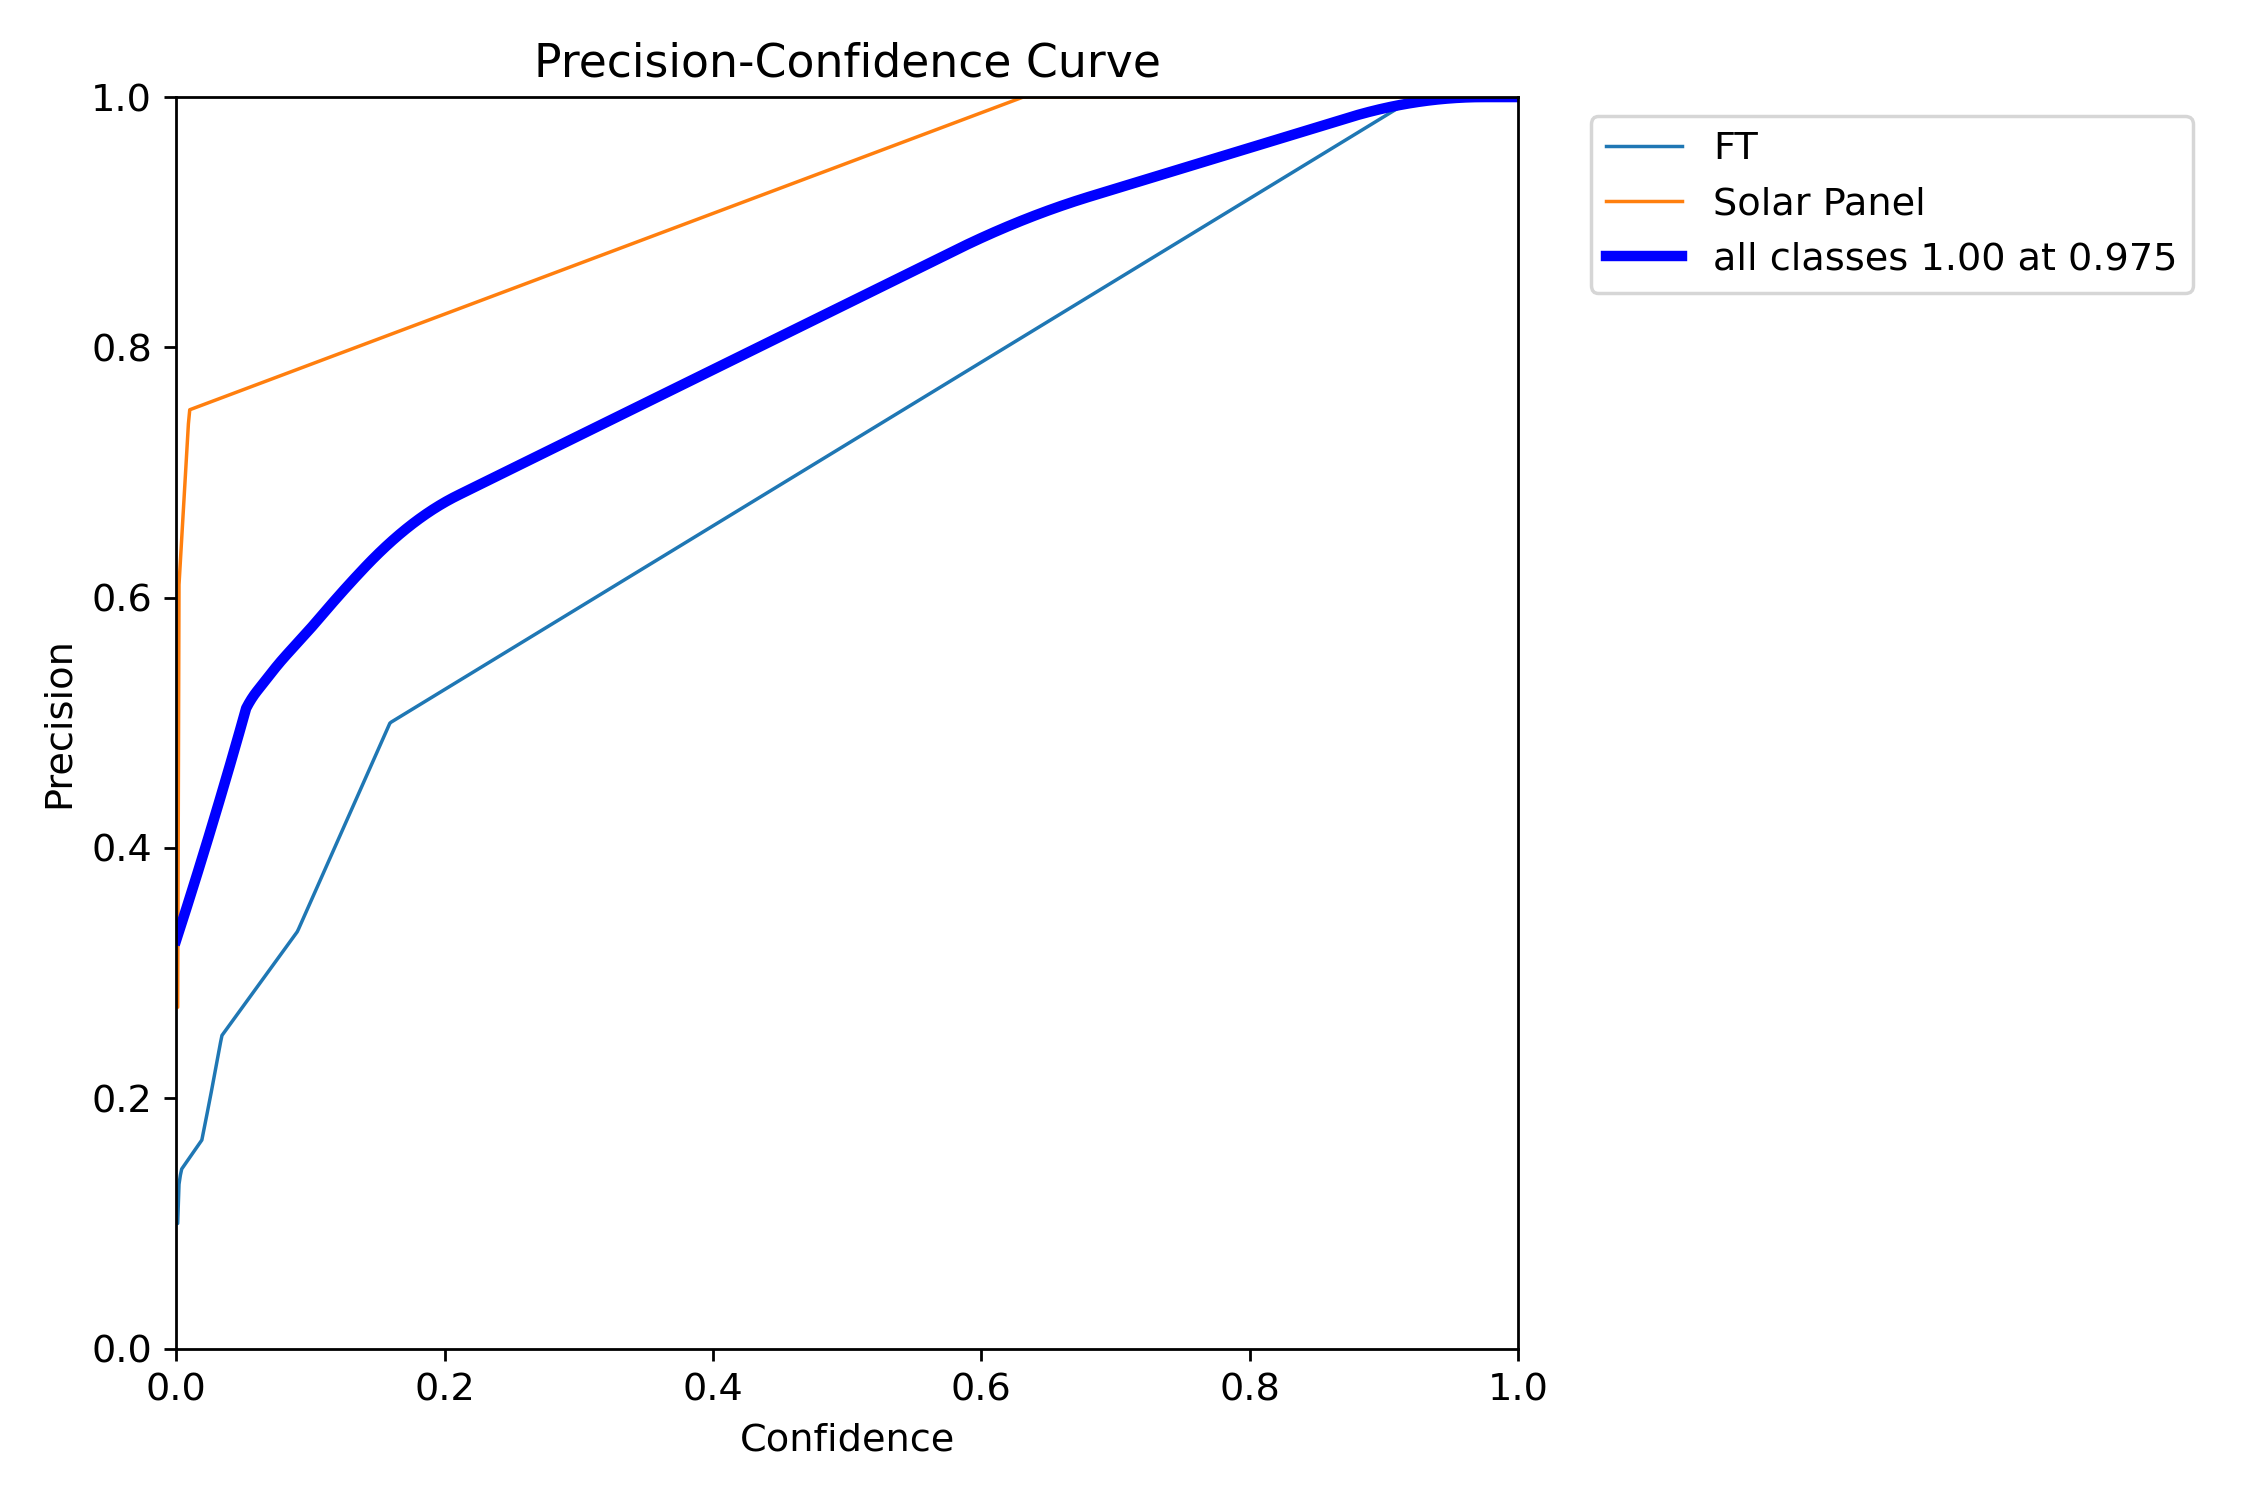 Precision-Confidence Curve
1.0
0.8
0.6
0.4
0.2
0.0
Precision
0.0 0.2 0.4 0.6 0.8 1.0
Confidence
FT
Solar Panel
all classes 1.00 at 0.975